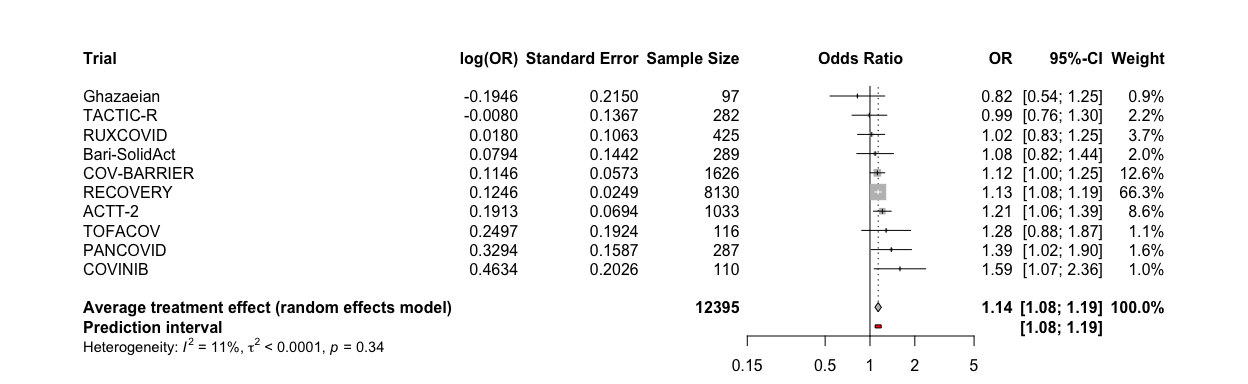 Trial log(OR) Standard Error Sample Size Odds Ratio OR 95%-CI Weight
Ghazaeian -0.1946 0.2150 97 0.82 [0.54; 1.25] 0.9%
TACTIC-R -0.0080 0.1367 282 0.99 [0.76; 1.30] 2.2%
RUXCOVID 0.0180 0.1063 425 1.02 [0.83; 1.25] 3.7%
Bari-SolidAct 0.0794 0.1442 289 1.08 [0.82; 1.44] 2.0%
COV-BARRIER 0.1146 0.0573 1626 1.12 [1.00; 1.25] 12.6%
RECOVERY 0.1246 0.0249 8130 1.13 [1.08; 1.19] 66.3%
ACTT-2 0.1913 0.0694 1033 1.21 [1.06; 1.39] 8.6%
TOFACOV 0.2497 0.1924 116 1.28 [0.88; 1.87] 1.1%
PANCOVID 0.3294 0.1587 287 1.39 [1.02; 1.90] 1.6%
COVINIB 0.4634 0.2026 110 1.59 [1.07; 2.36] 1.0%
Average treatment effect (random effects model) 12395 1.14 [1.08; 1.19] 100.0%
Prediction interval [1.08; 1.19]
Heterogeneity: I² = 11%, τ² < 0.0001, p = 0.34
0.15 0.5 1 2 5